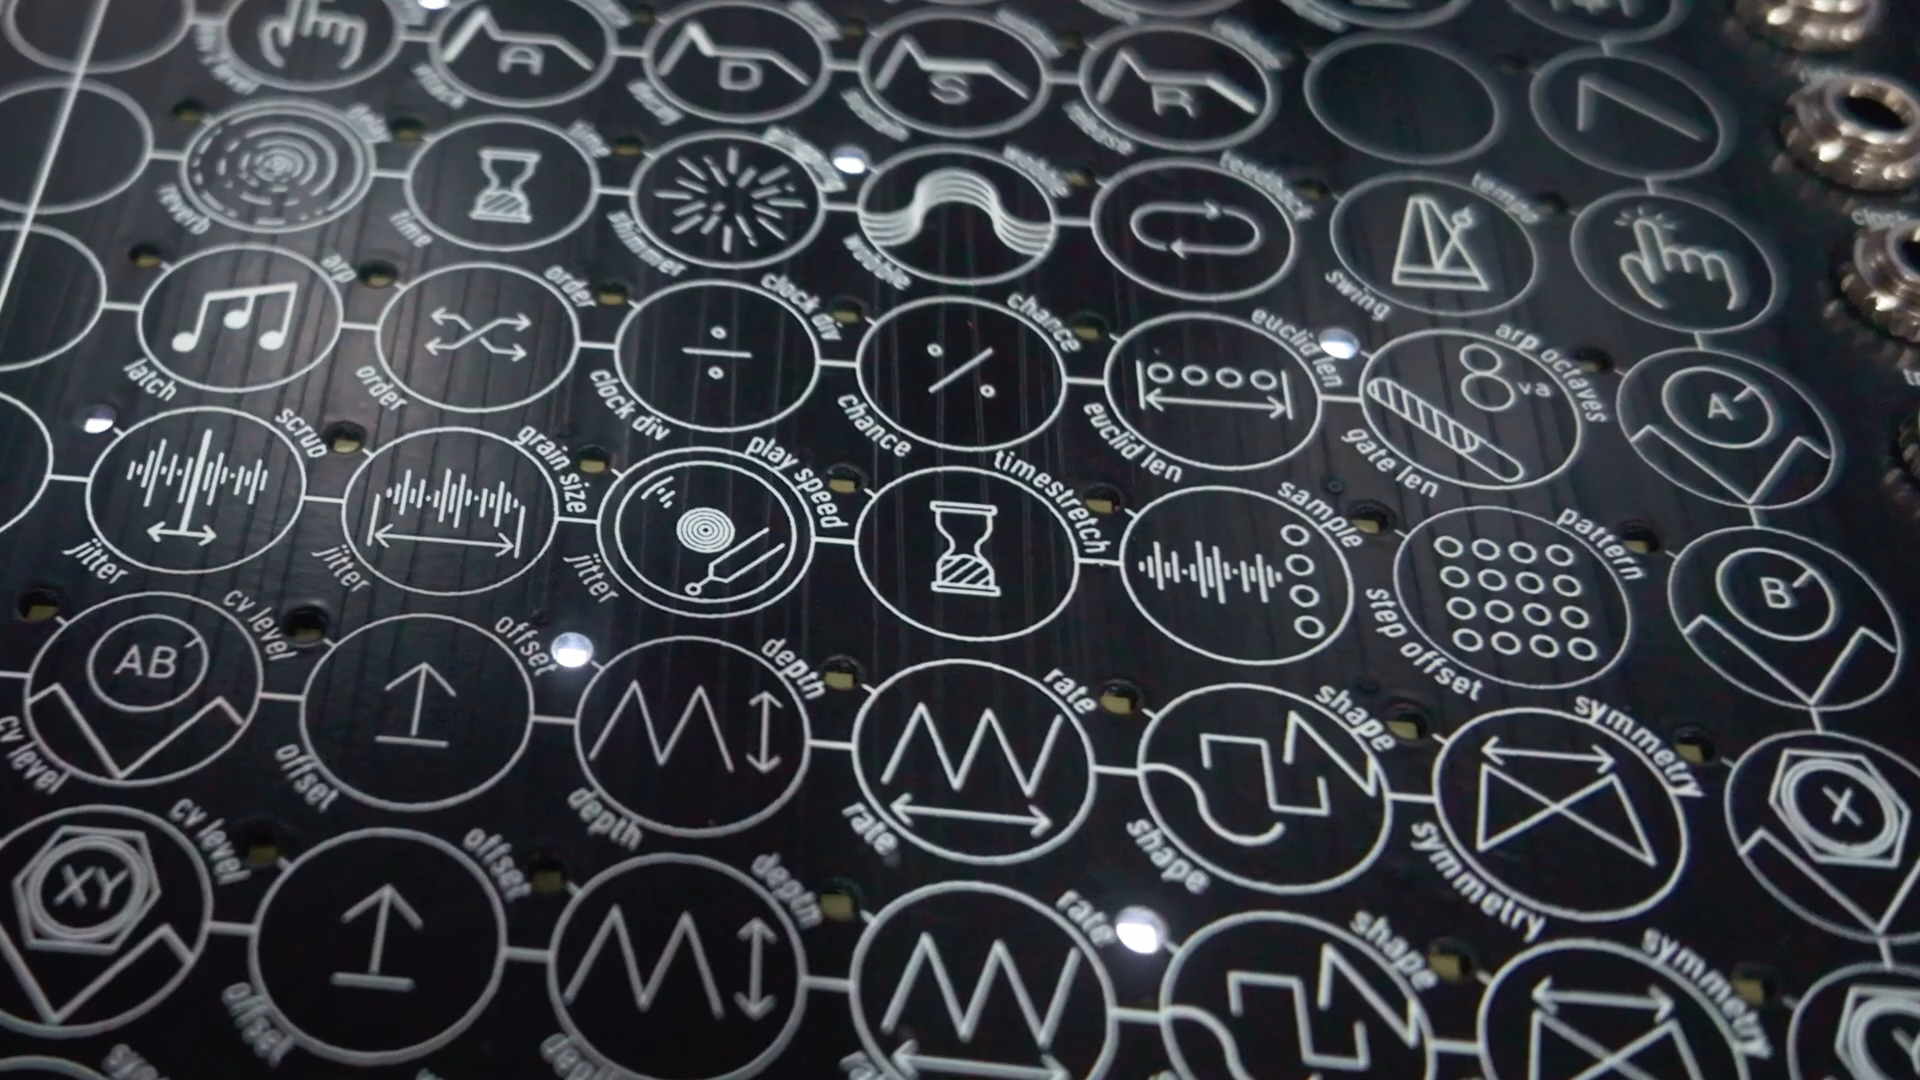 A
D
S
R
reverb
time
time
shimmer
wobble
wobble
feedback
tempo
swing
arp
latch
order
order
clock div
clock div
chance
chance
euclid len
euclid len
arp octaves
8va
gate len
A
scrub
jitter
grain size
jitter
play speed
jitter
timestretch
sample
pattern
step offset
B
cv level
AB
cv level
offset
offset
depth
depth
rate
rate
shape
shape
symmetry
symmetry
X
cv level
XY
offset
offset
depth
rate
shape
symmetry